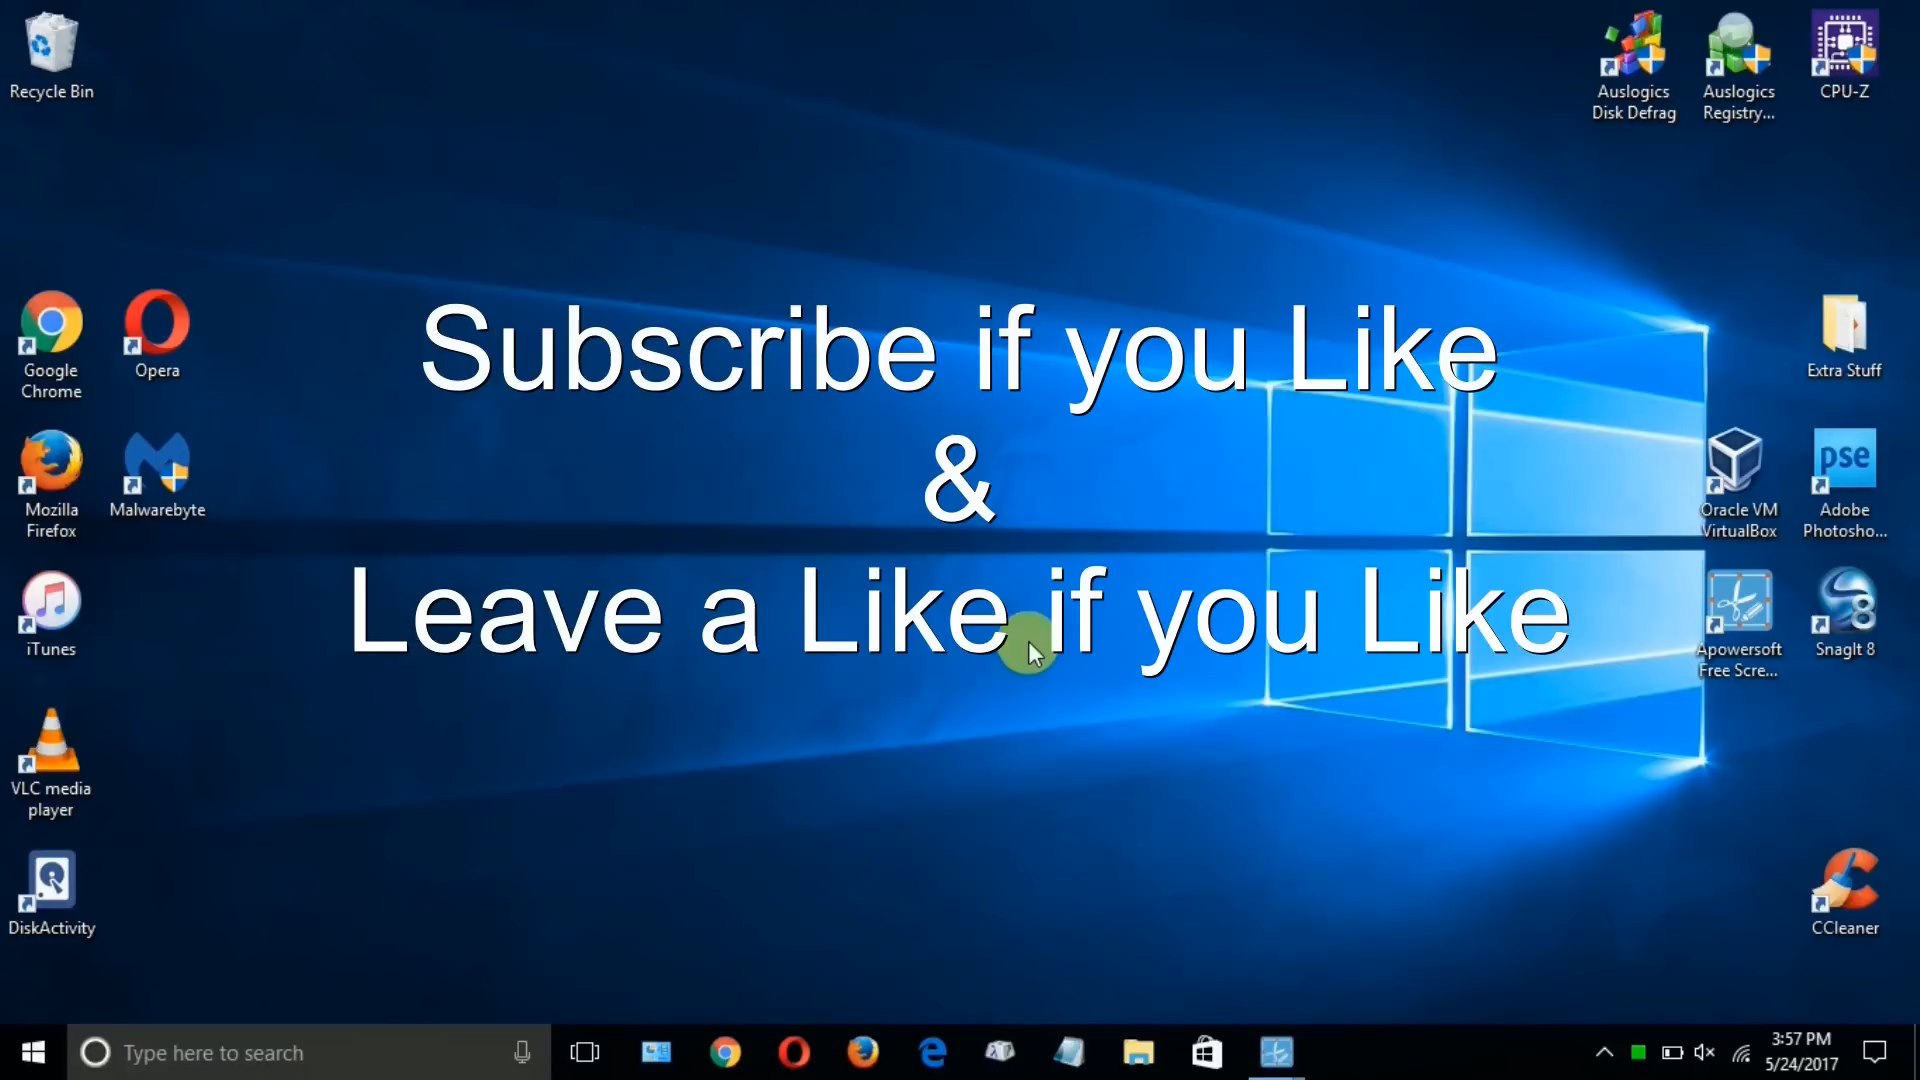 Recycle Bin
Auslogics
Disk Defrag
Auslogics
Registry...
CPU-Z
Google
Chrome
Opera
Subscribe if you Like
&
Leave a Like if you Like
Extra Stuff
Mozilla
Firefox
Malwarebyte
Oracle VM
VirtualBox
pse
Adobe
Photosho...
iTunes
Apowersoft
Free Scre...
8
SnagIt 8
VLC media
player
DiskActivity
CCleaner
Type here to search
3:57 PM
5/24/2017